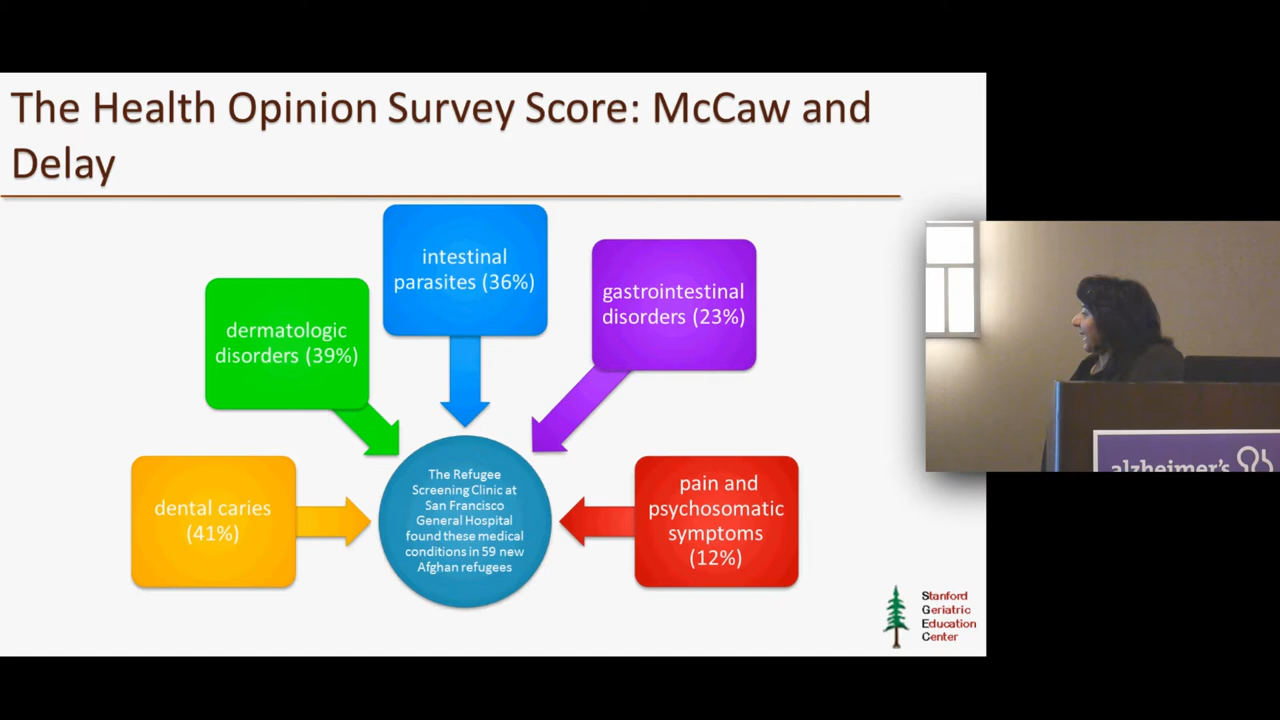 The Health Opinion Survey Score: McCaw and
Delay
intestinal
parasites (36%)
gastrointestinal
disorders (23%)
dermatologic
disorders (39%)
dental caries
(41%)
The Refugee
Screening Clinic at
San Francisco
General Hospital
found these medical
conditions in 59 new
Afghan refugees
pain and
psychosomatic
symptoms
(12%)
Stanford
Geriatric
Education
Center
alzheimer's